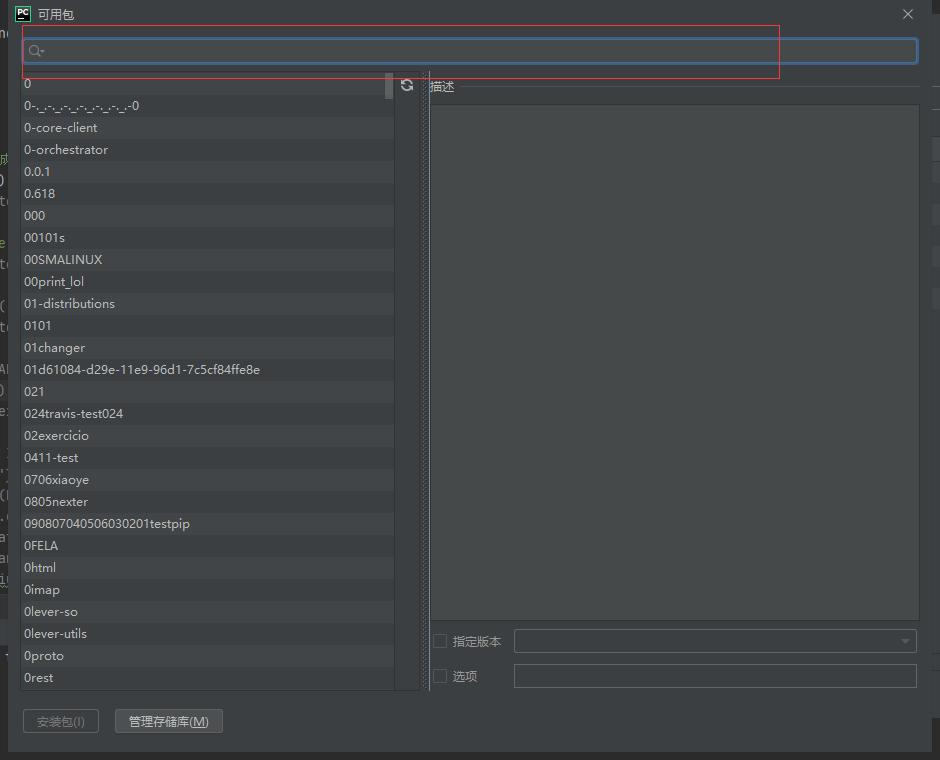 PC 可用包
0
0-._.-._.-._.-._.-._.-._.-0
0-core-client
0-orchestrator
0.0.1
0.618
000
00101s
00SMALINUX
00print_lol
01-distributions
0101
01changer
01d61084-d29e-11e9-96d1-7c5cf84ffe8e
021
024travis-test024
02exercicio
0411-test
0706xiaoye
0805nexter
090807040506030201testpip
0FELA
0html
0imap
0lever-so
0lever-utils
0proto
0rest
描述
指定版本
选项
安装包(I)
管理存储库(M)